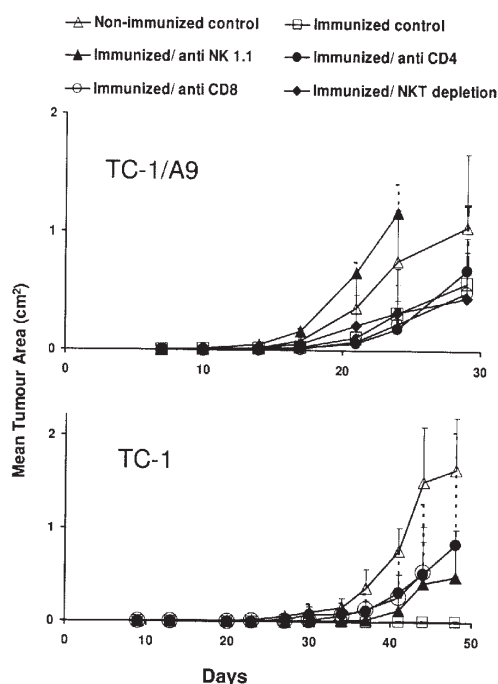 Non-immunized control
Immunized control
Immunized/ anti NK 1.1
Immunized/ anti CD4
Immunized/ anti CD8
Immunized/ NKT depletion
Mean Tumour Area (cm²)
2
1
0
TC-1/A9
0 10 20 30
2
1
0
TC-1
0 10 20 30 40 50
Days